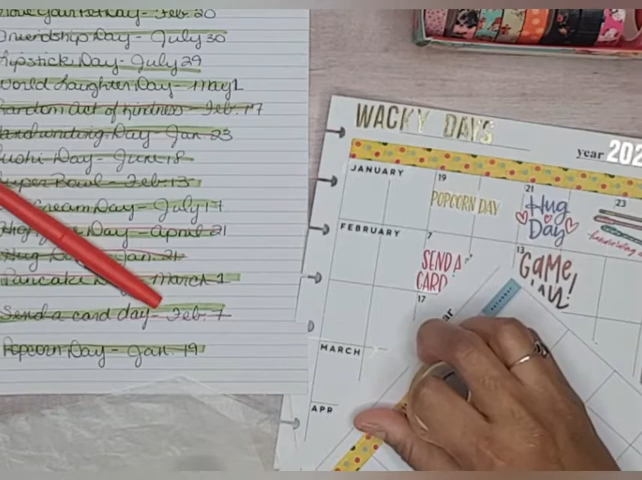 Love your Pet Day - Feb. 20
Friendship Day - July 30
Lipstick Day - July 29
World Laughter Day - May 1
Random Act of Kindness - Feb. 17
Handwriting Day - Jan. 23
Sushi Day - June 18
Super Bowl - Feb. 13
Cream Day - July 17
April 21
Hug Jan. 21
Pancake Day March 1
Send a card day - Feb. 7
Popcorn Day - Jan. 19
WACKY DAYS
year 202
JANUARY
19
POPCORN DAY
21
Hug Day
23
handwriting
FEBRUARY
7
SEND A CARD
13
GAME
17
MARCH
APR